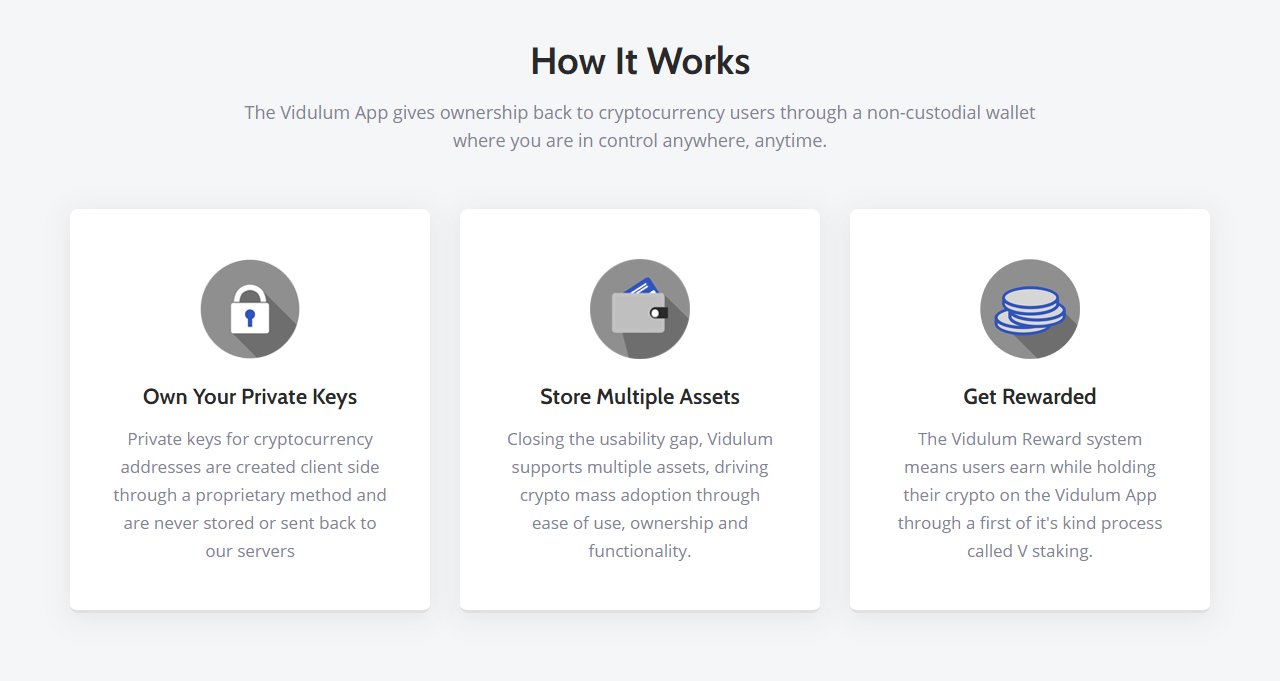 How It Works
The Vidulum App gives ownership back to cryptocurrency users through a non-custodial wallet
where you are in control anywhere, anytime.
Own Your Private Keys
Private keys for cryptocurrency
addresses are created client side
through a proprietary method and
are never stored or sent back to
our servers
Store Multiple Assets
Closing the usability gap, Vidulum
supports multiple assets, driving
crypto mass adoption through
ease of use, ownership and
functionality.
Get Rewarded
The Vidulum Reward system
means users earn while holding
their crypto on the Vidulum App
through a first of it's kind process
called V staking.